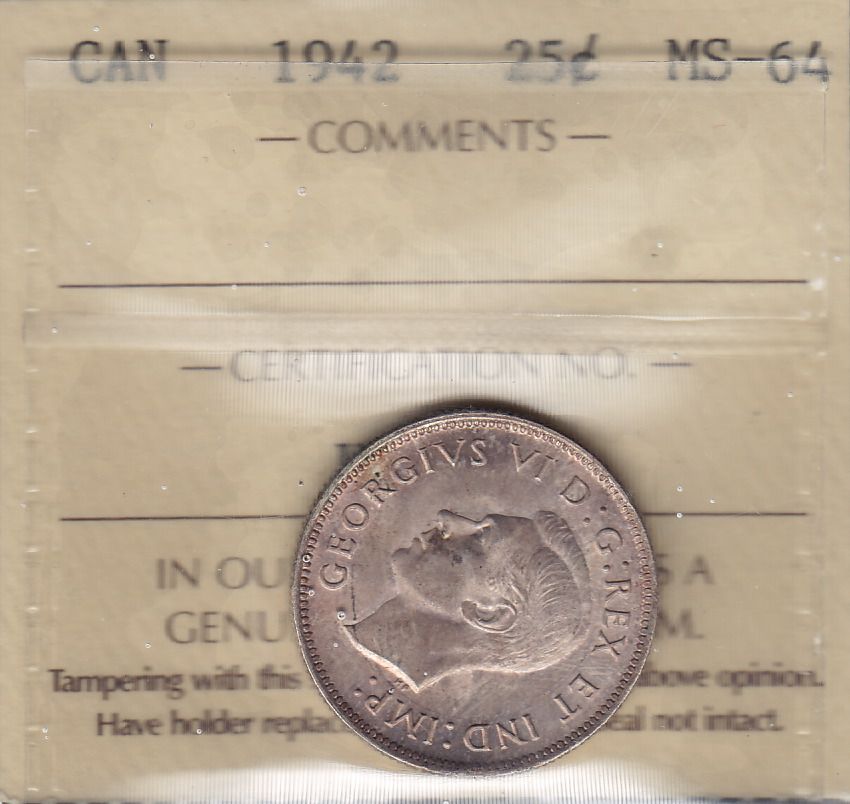 CAN 1942 25¢ MS-64
— COMMENTS —
— CERTIFICATION NO. —
GEORGIVS VI D:G:REX ET IND:IMP:
IN OU S A
GENU M.
Tampering with this bove opinion.
Have holder replac eal not intact.